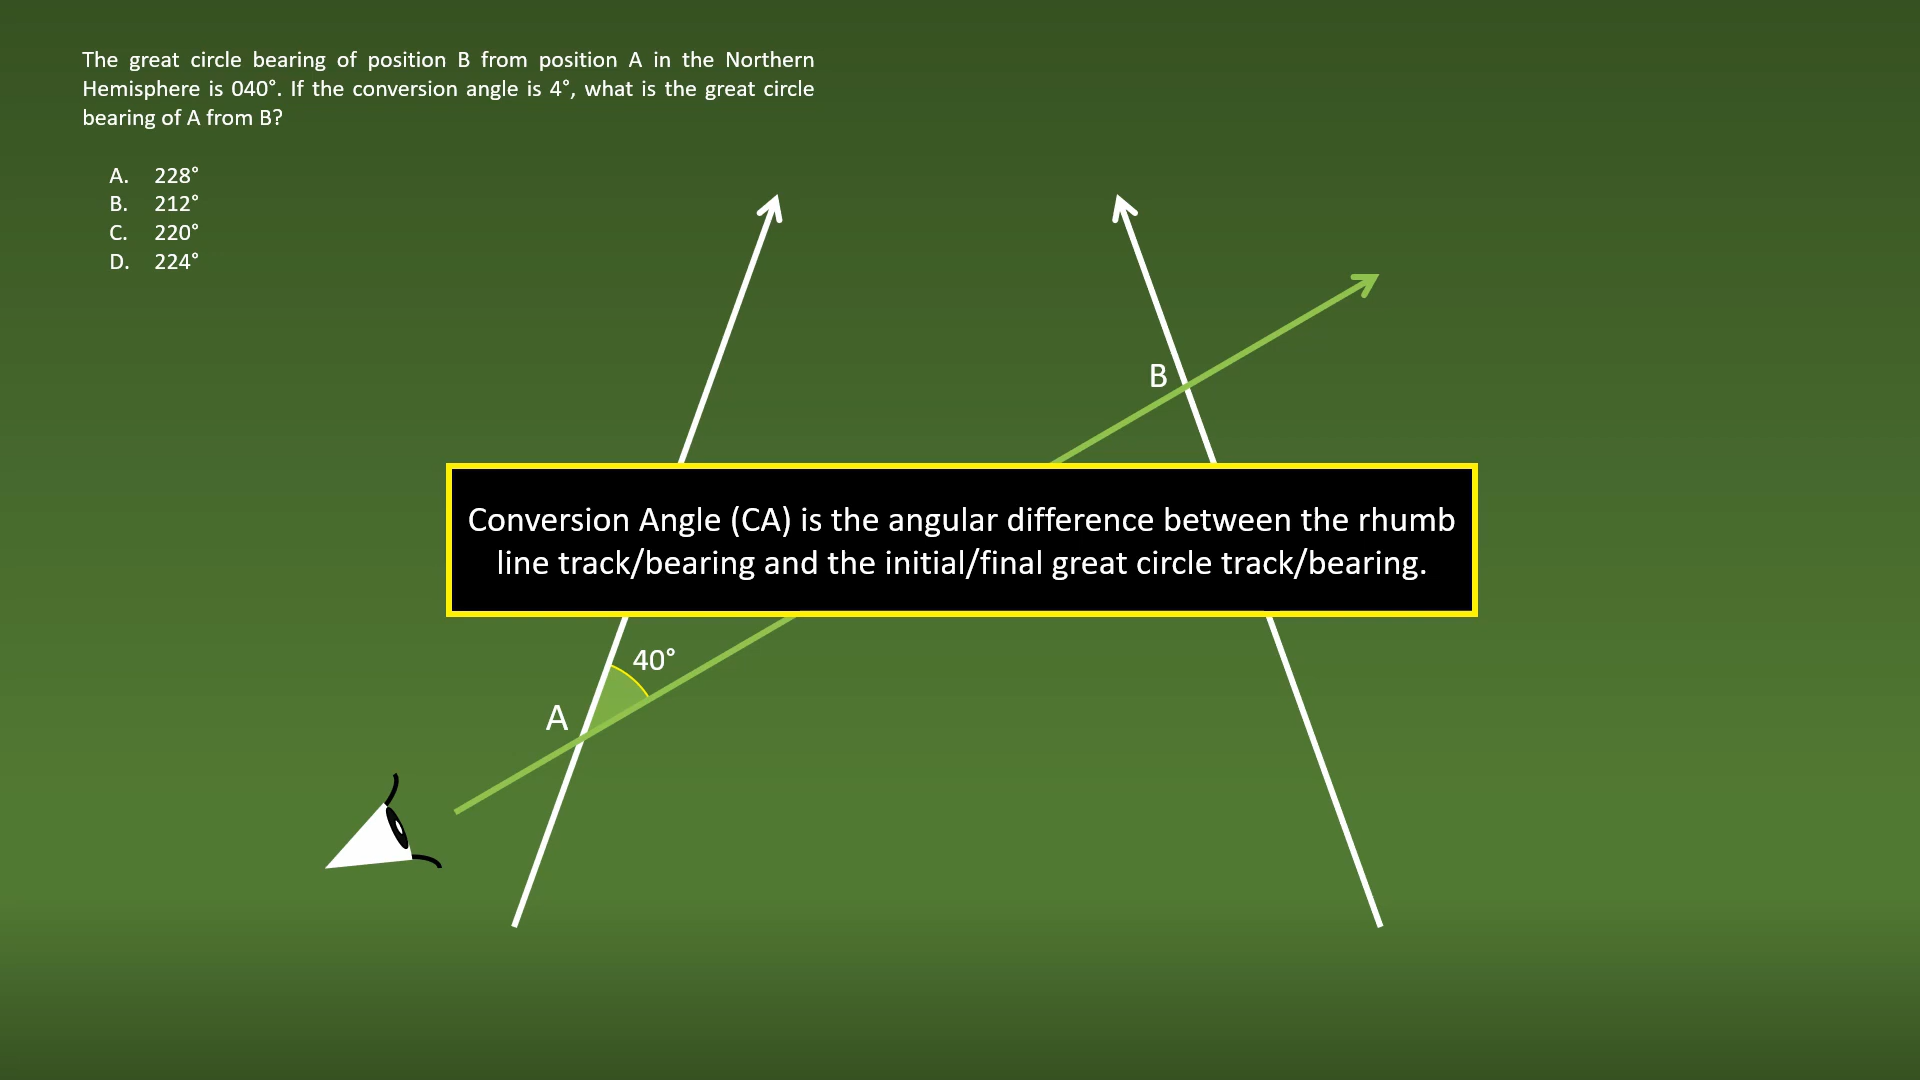 The great circle bearing of position B from position A in the Northern
Hemisphere is 040°. If the conversion angle is 4°, what is the great circle
bearing of A from B?
A. 228°
B. 212°
C. 220°
D. 224°
B
Conversion Angle (CA) is the angular difference between the rhumb
line track/bearing and the initial/final great circle track/bearing.
40°
A